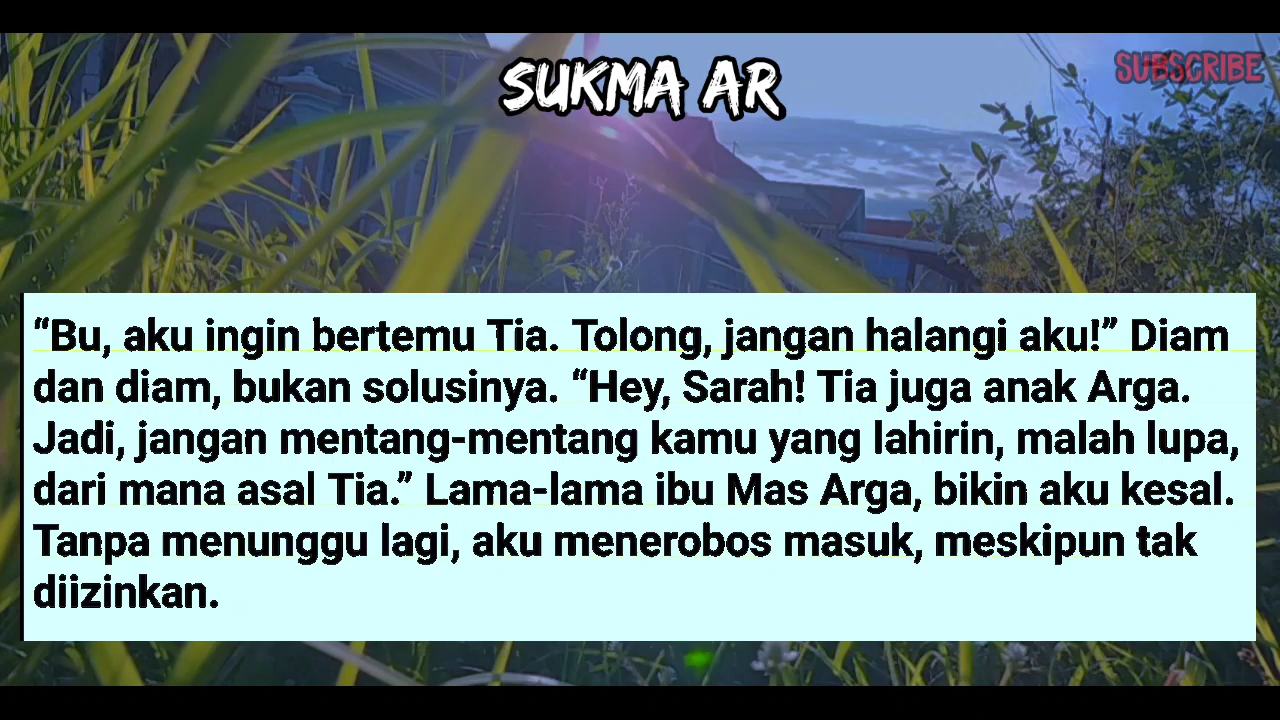 SUKMA AR
SUBSCRIBE
“Bu, aku ingin bertemu Tia. Tolong, jangan halangi aku!” Diam
dan diam, bukan solusinya. “Hey, Sarah! Tia juga anak Arga.
Jadi, jangan mentang-mentang kamu yang lahirin, malah lupa,
dari mana asal Tia.” Lama-lama ibu Mas Arga, bikin aku kesal.
Tanpa menunggu lagi, aku menerobos masuk, meskipun tak
diizinkan.